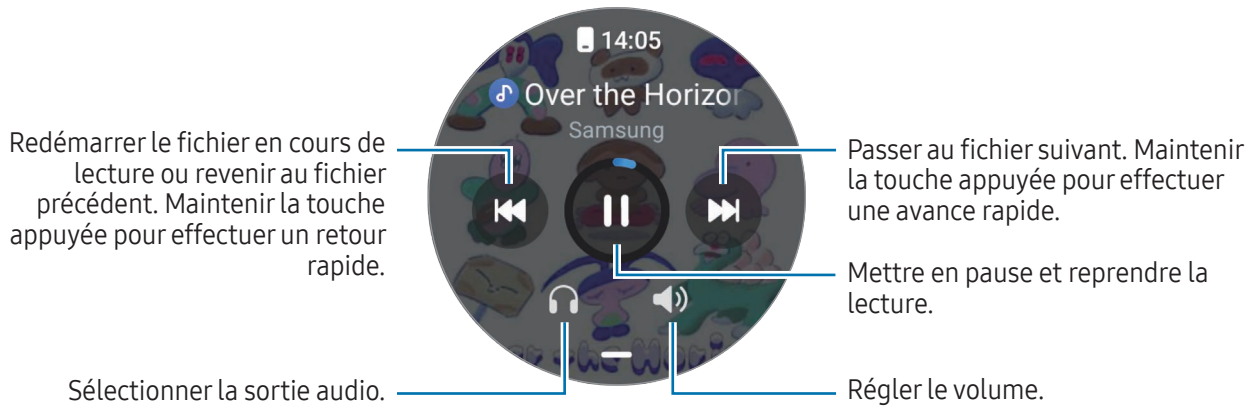 14:05
Over the Horizon
Samsung
Redémarrer le fichier en cours de
lecture ou revenir au fichier
précédent. Maintenir la touche
appuyée pour effectuer un retour
rapide.
Passer au fichier suivant. Maintenir
la touche appuyée pour effectuer
une avance rapide.
Mettre en pause et reprendre la
lecture.
Sélectionner la sortie audio.
Régler le volume.